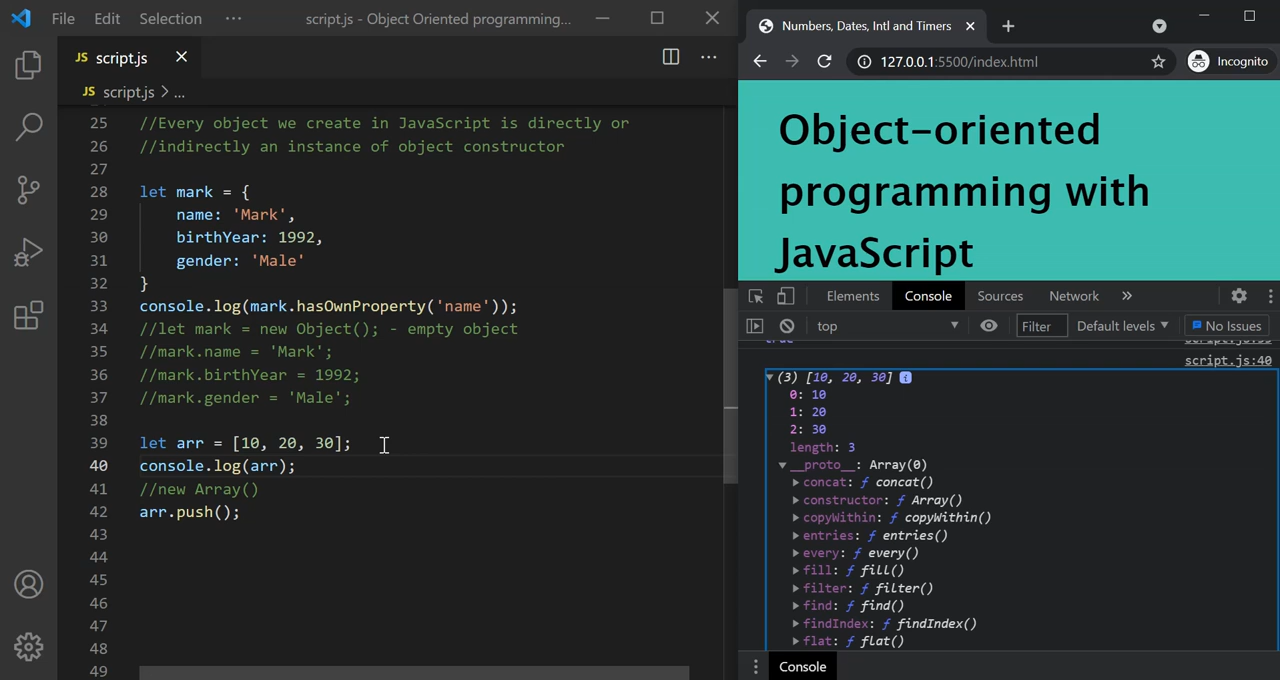 File Edit Selection ··· script.js - Object Oriented programming...
JS script.js
JS script.js > ...
25 //Every object we create in JavaScript is directly or
26 //indirectly an instance of object constructor
27
28 let mark = {
29 name: 'Mark',
30 birthYear: 1992,
31 gender: 'Male'
32 }
33 console.log(mark.hasOwnProperty('name'));
34 //let mark = new Object(); - empty object
35 //mark.name = 'Mark';
36 //mark.birthYear = 1992;
37 //mark.gender = 'Male';
38
39 let arr = [10, 20, 30];
40 console.log(arr);
41 //new Array()
42 arr.push();
43
44
45
46
47
48
49
Numbers, Dates, Intl and Timers
127.0.0.1:5500/index.html Incognito
Object-oriented
programming with
JavaScript
Elements Console Sources Network »
top Filter Default levels No Issues
true script.js:33
script.js:40
(3) [10, 20, 30] i
0: 10
1: 20
2: 30
length: 3
__proto__: Array(0)
concat: ƒ concat()
constructor: ƒ Array()
copyWithin: ƒ copyWithin()
entries: ƒ entries()
every: ƒ every()
fill: ƒ fill()
filter: ƒ filter()
find: ƒ find()
findIndex: ƒ findIndex()
flat: ƒ flat()
Console